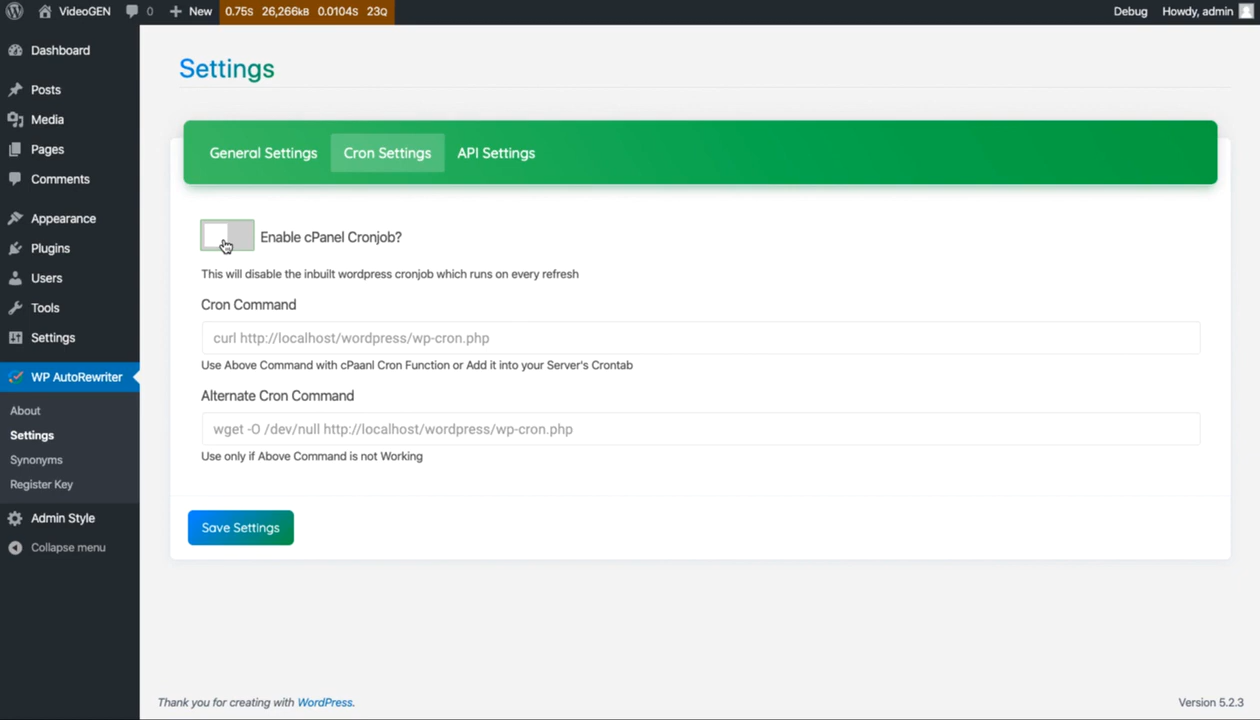 VideoGEN 0 New 0.75S 26,266KB 0.0104S 23Q Debug Howdy, admin
Dashboard
Posts
Media
Pages
Comments
Appearance
Plugins
Users
Tools
Settings
WP AutoRewriter
About
Settings
Synonyms
Register Key
Admin Style
Collapse menu
Settings
General Settings Cron Settings API Settings
Enable cPanel Cronjob?
This will disable the inbuilt wordpress cronjob which runs on every refresh
Cron Command
curl http://localhost/wordpress/wp-cron.php
Use Above Command with cPaanl Cron Function or Add it into your Server's Crontab
Alternate Cron Command
wget -O /dev/null http://localhost/wordpress/wp-cron.php
Use only if Above Command is not Working
Save Settings
Thank you for creating with WordPress. Version 5.2.3